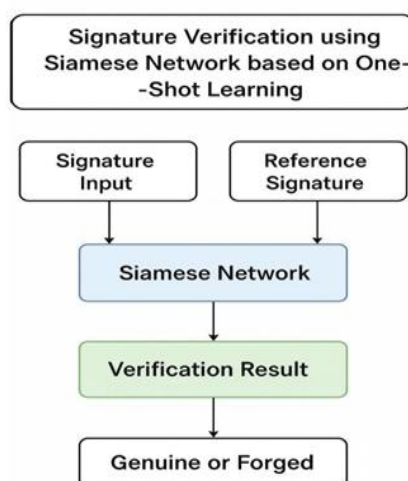 Signature Verification using
Siamese Network based on One-
-Shot Learning
Signature
Input
Reference
Signature
Siamese Network
Verification Result
Genuine or Forged